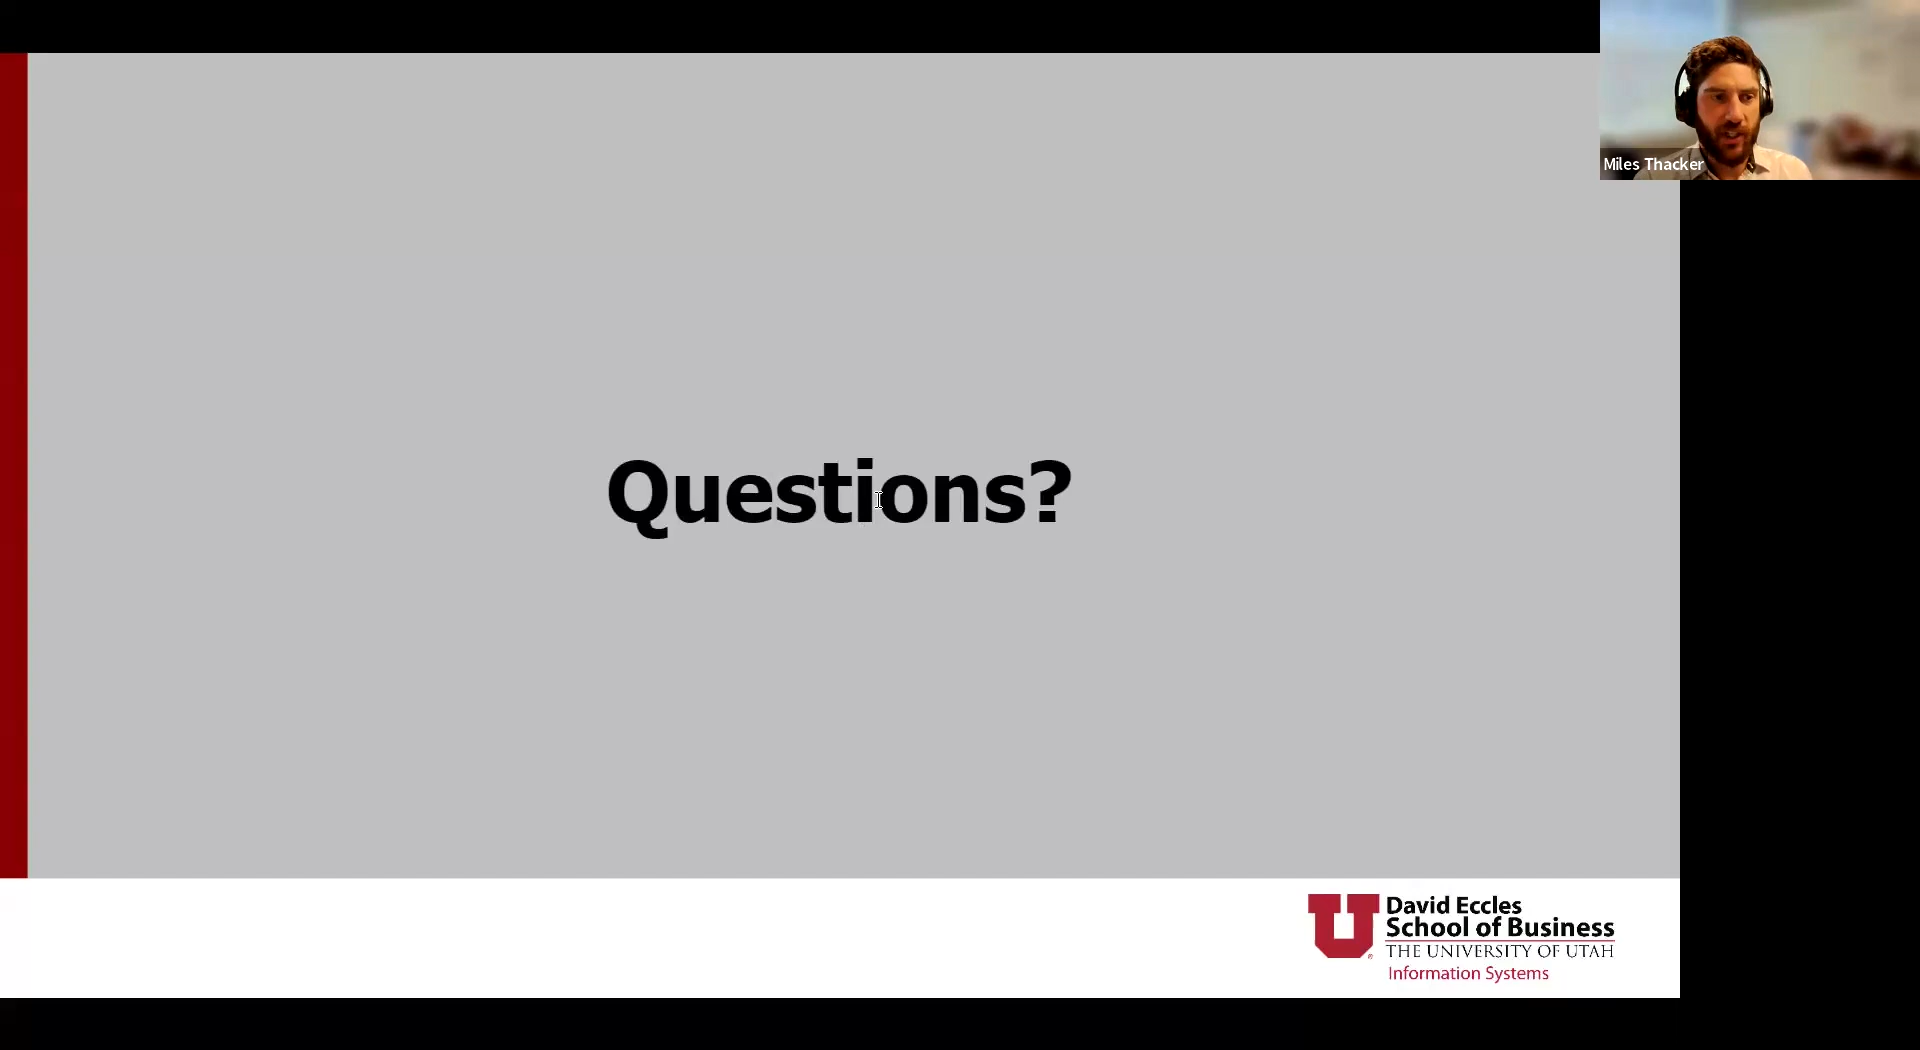 Miles Thacker
Questions?
David Eccles
School of Business
THE UNIVERSITY OF UTAH
Information Systems